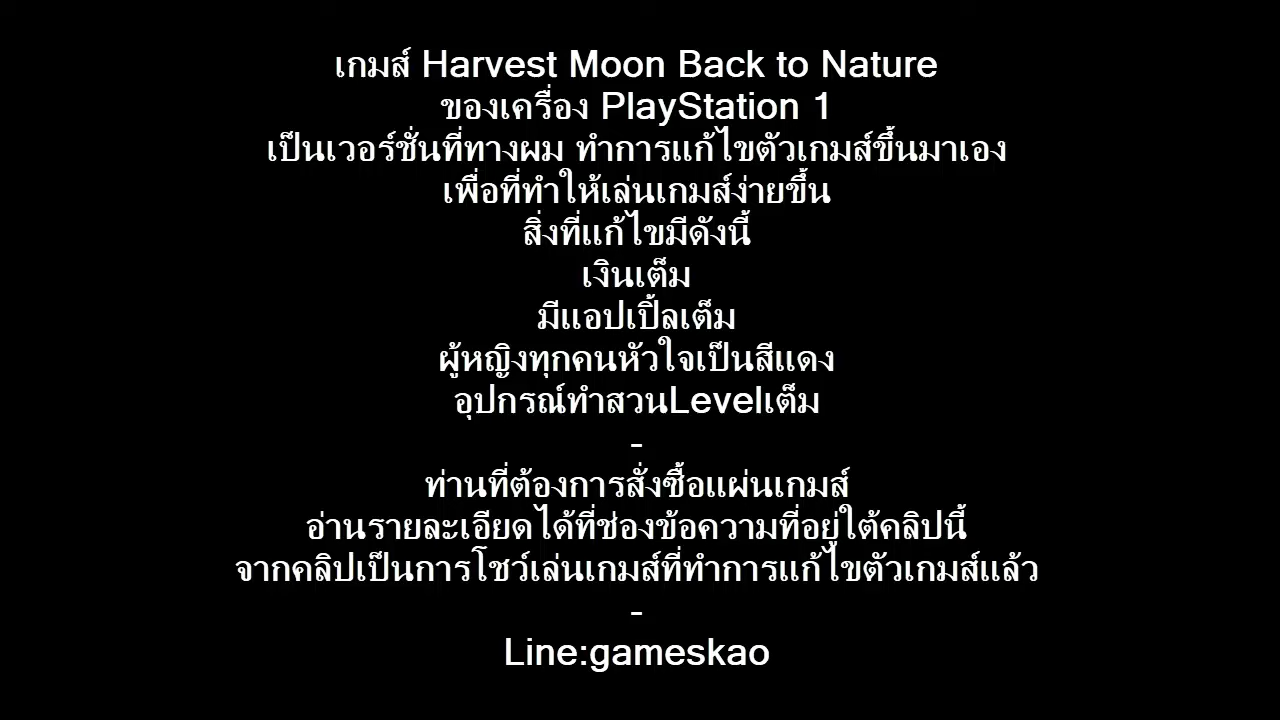 เกมส์ Harvest Moon Back to Nature
ของเครื่อง PlayStation 1
เป็นเวอร์ชั่นที่ทางผม ทำการแก้ไขตัวเกมส์ขึ้นมาเอง
เพื่อที่ทำให้เล่นเกมส์ง่ายขึ้น
สิ่งที่แก้ไขมีดังนี้
เงินเต็ม
มีแอปเปิ้ลเต็ม
ผู้หญิงทุกคนหัวใจเป็นสีแดง
อุปกรณ์ทำสวนLevelเต็ม
-
ท่านที่ต้องการสั่งซื้อแผ่นเกมส์
อ่านรายละเอียดได้ที่ช่องข้อความที่อยู่ใต้คลิปนี้
จากคลิปเป็นการโชว์เล่นเกมส์ที่ทำการแก้ไขตัวเกมส์แล้ว
-
Line:gameskao